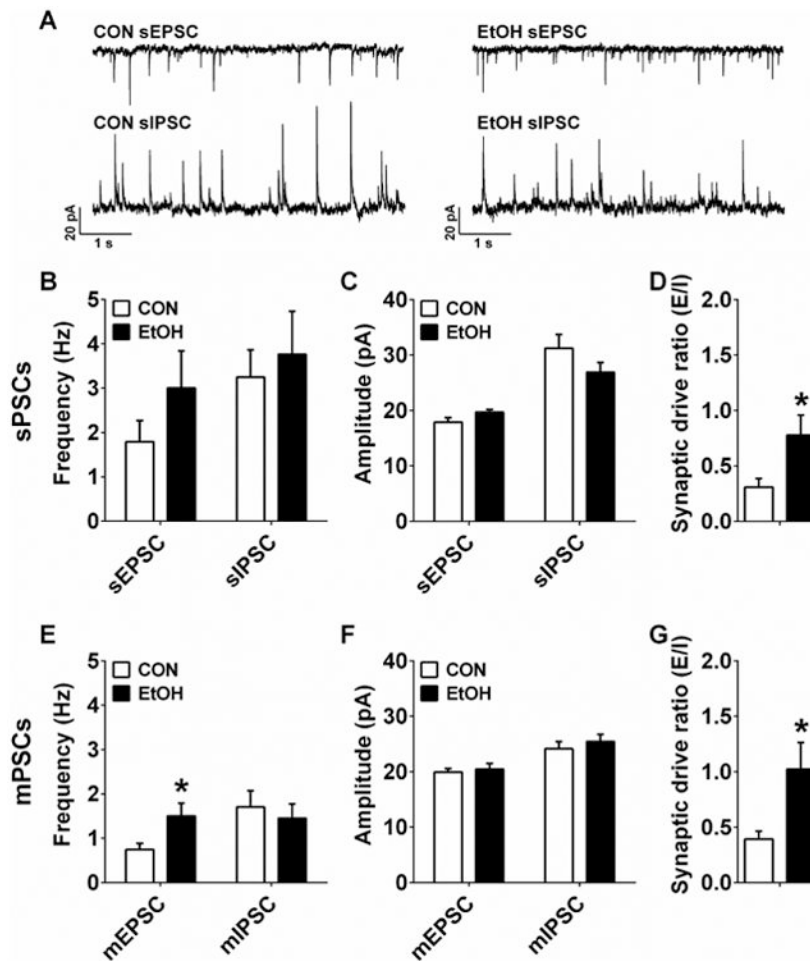 A
CON sEPSC
EtOH sEPSC
CON sIPSC
EtOH sIPSC
20 pA
1 s
20 pA
1 s
B
C
D
sPSCs
Frequency (Hz)
5
4
3
2
1
0
CON
EtOH
sEPSC
sIPSC
Amplitude (pA)
40
30
20
10
0
CON
EtOH
sEPSC
sIPSC
Synaptic drive ratio (E/I)
2.0
1.5
1.0
0.5
0.0
*
E
F
G
mPSCs
Frequency (Hz)
5
4
3
2
1
0
CON
EtOH
*
mEPSC
mIPSC
Amplitude (pA)
40
30
20
10
0
CON
EtOH
mEPSC
mIPSC
Synaptic drive ratio (E/I)
2.0
1.5
1.0
0.5
0.0
*